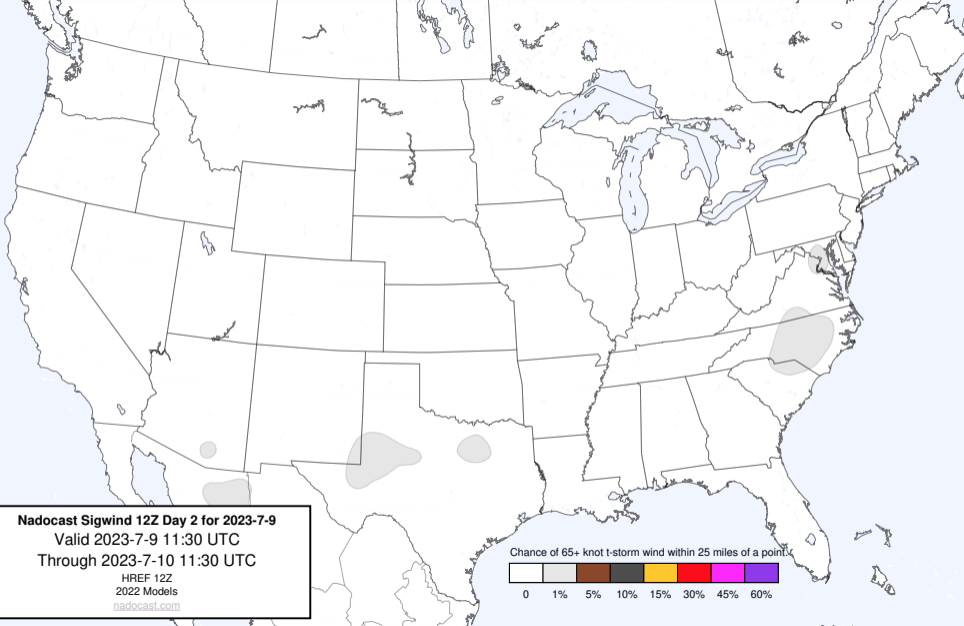 Nadocast Sigwind 12Z Day 2 for 2023-7-9
Valid 2023-7-9 11:30 UTC
Through 2023-7-10 11:30 UTC
HREF 12Z
2022 Models
nadocast.com
Chance of 65+ knot t-storm wind within 25 miles of a point.
0 1% 5% 10% 15% 30% 45% 60%